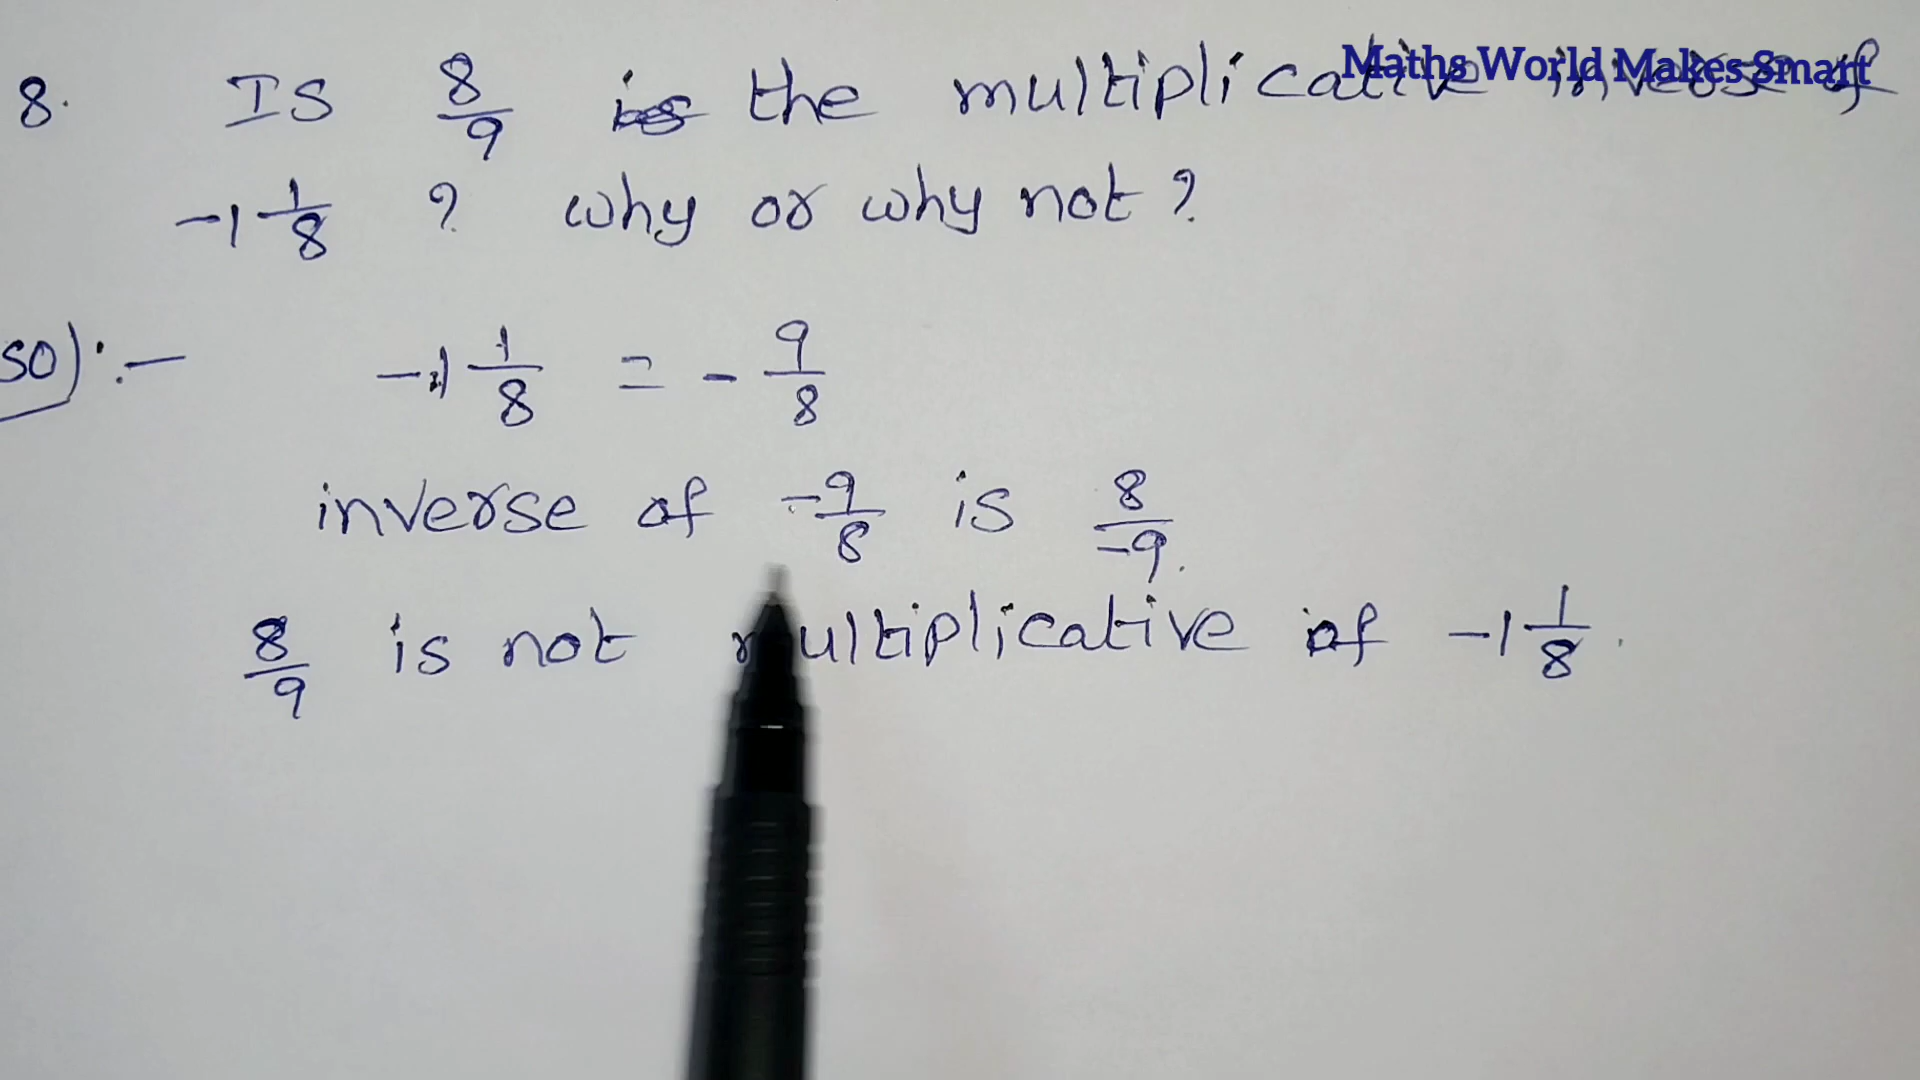 Maths World Makes Smart
8. IS 8/9 is the multiplicative inverse of
-1 1/8 ? why or why not ?
Sol:- -1 1/8 = - 9/8
inverse of -9/8 is 8/-9.
8/9 is not multiplicative of -1 1/8.